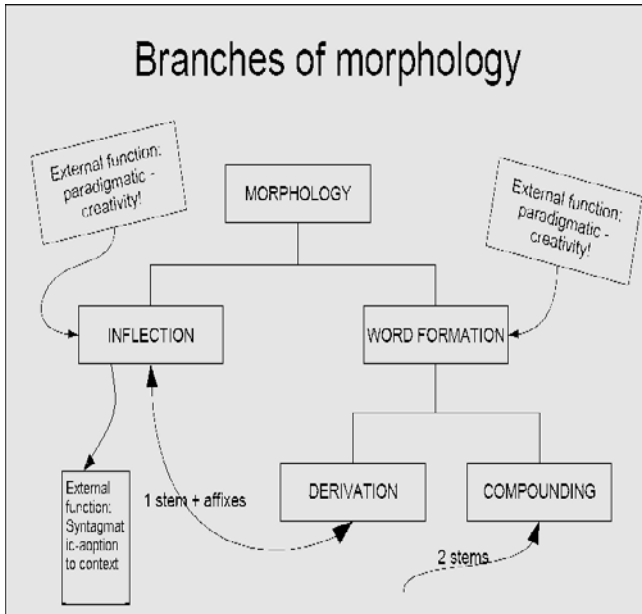 Branches of morphology
External function:
paradigmatic -
creativity!
MORPHOLOGY
External function:
paradigmatic -
creativity!
INFLECTION
WORD FORMATION
External
function:
Syntagmat
ic-aoption
to context
1 stem + affixes
DERIVATION
COMPOUNDING
2 stems